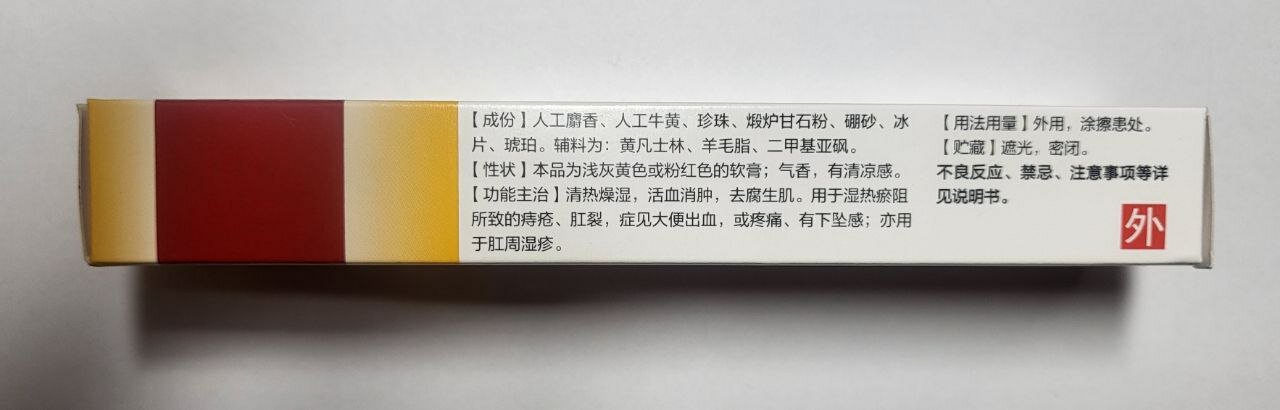 【成份】人工麝香、人工牛黄、珍珠、煅炉甘石粉、硼砂、冰
片、琥珀。辅料为：黄凡士林、羊毛脂、二甲基亚砜。
【性状】本品为浅灰黄色或粉红色的软膏；气香，有清凉感。
【功能主治】清热燥湿，活血消肿，去腐生肌。用于湿热瘀阻
所致的痔疮、肛裂，症见大便出血，或疼痛、有下坠感；亦用
于肛周湿疹。
【用法用量】外用，涂擦患处。
【贮藏】遮光，密闭。
不良反应、禁忌、注意事项等详
见说明书。
外